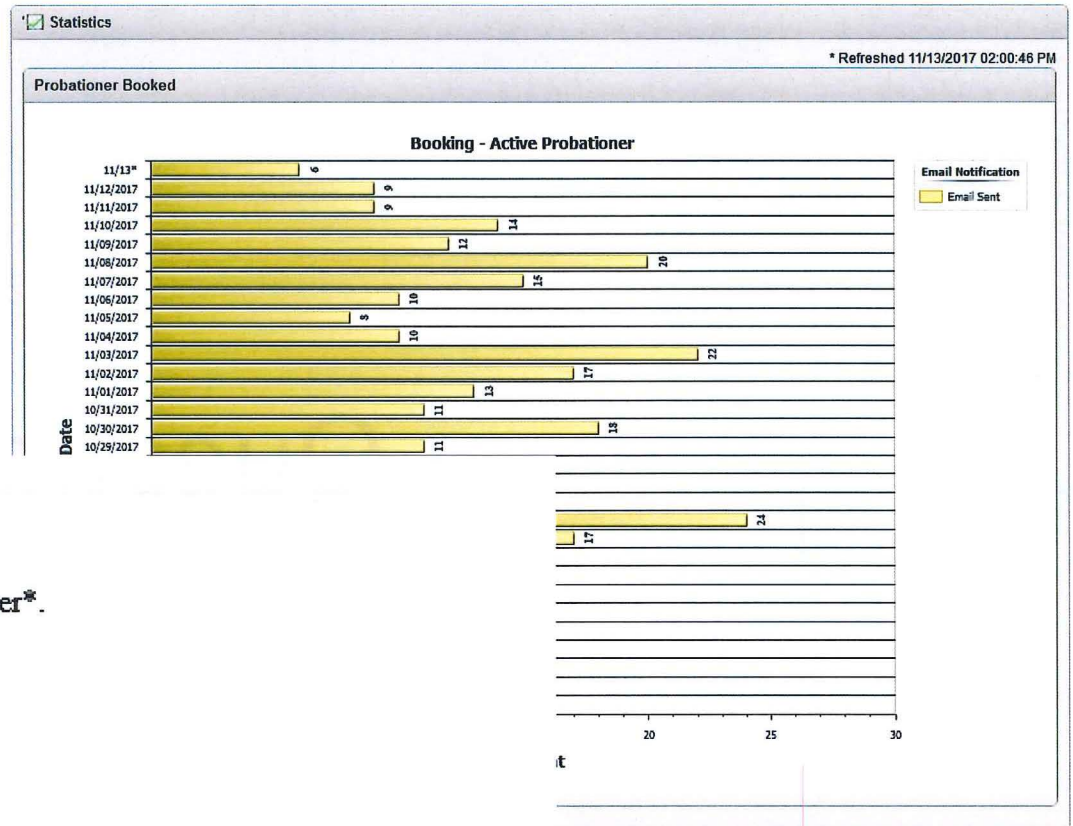 Statistics
* Refreshed 11/13/2017 02:00:46 PM
Probationer Booked
Booking - Active Probationer
Email Notification
Email Sent
11/13* 6
11/12/2017 9
11/11/2017 9
11/10/2017 14
11/09/2017 12
11/08/2017 20
11/07/2017 15
11/06/2017 10
11/05/2017 8
11/04/2017 10
11/03/2017 22
11/02/2017 17
11/01/2017 13
10/31/2017 11
10/30/2017 18
10/29/2017 11
Date
24
17
er*.
20 25 30